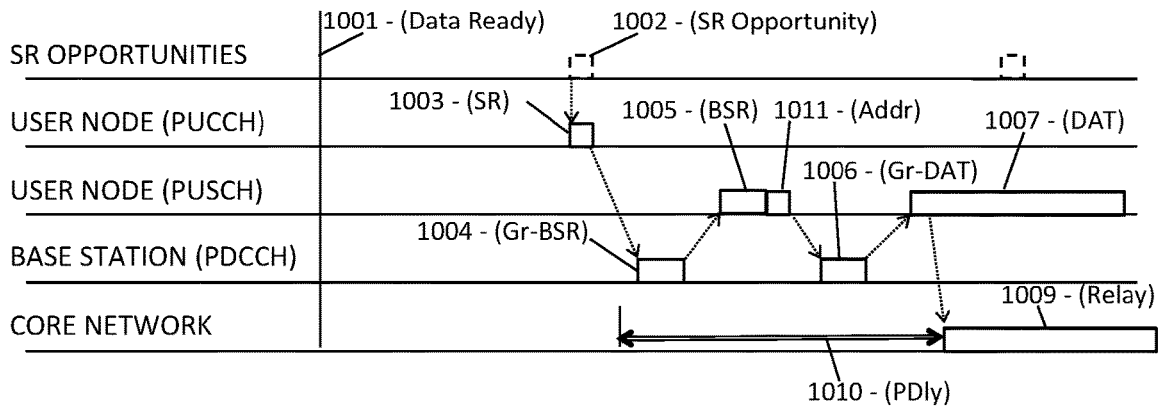 1001 - (Data Ready)
1002 - (SR Opportunity)
SR OPPORTUNITIES
1003 - (SR)
1005 - (BSR)
1011 - (Addr)
1007 - (DAT)
USER NODE (PUCCH)
1006 - (Gr-DAT)
USER NODE (PUSCH)
1004 - (Gr-BSR)
BASE STATION (PDCCH)
1009 - (Relay)
CORE NETWORK
1010 - (PDly)